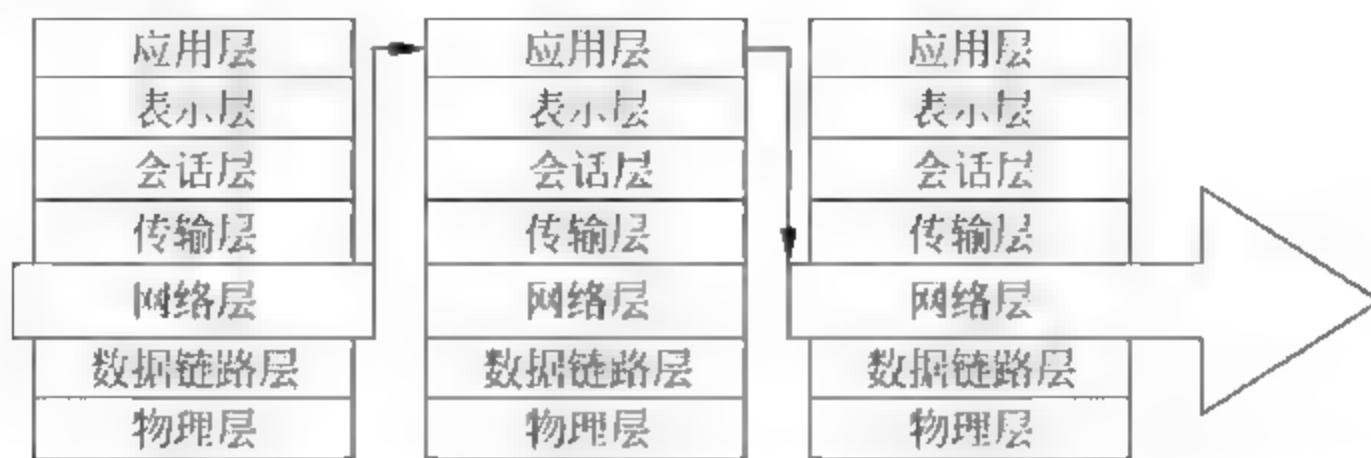 应用层 应用层 应用层
表示层 表示层 表示层
会话层 会话层 会话层
传输层 传输层 传输层
网络层 网络层 网络层
数据链路层 数据链路层 数据链路层
物理层 物理层 物理层